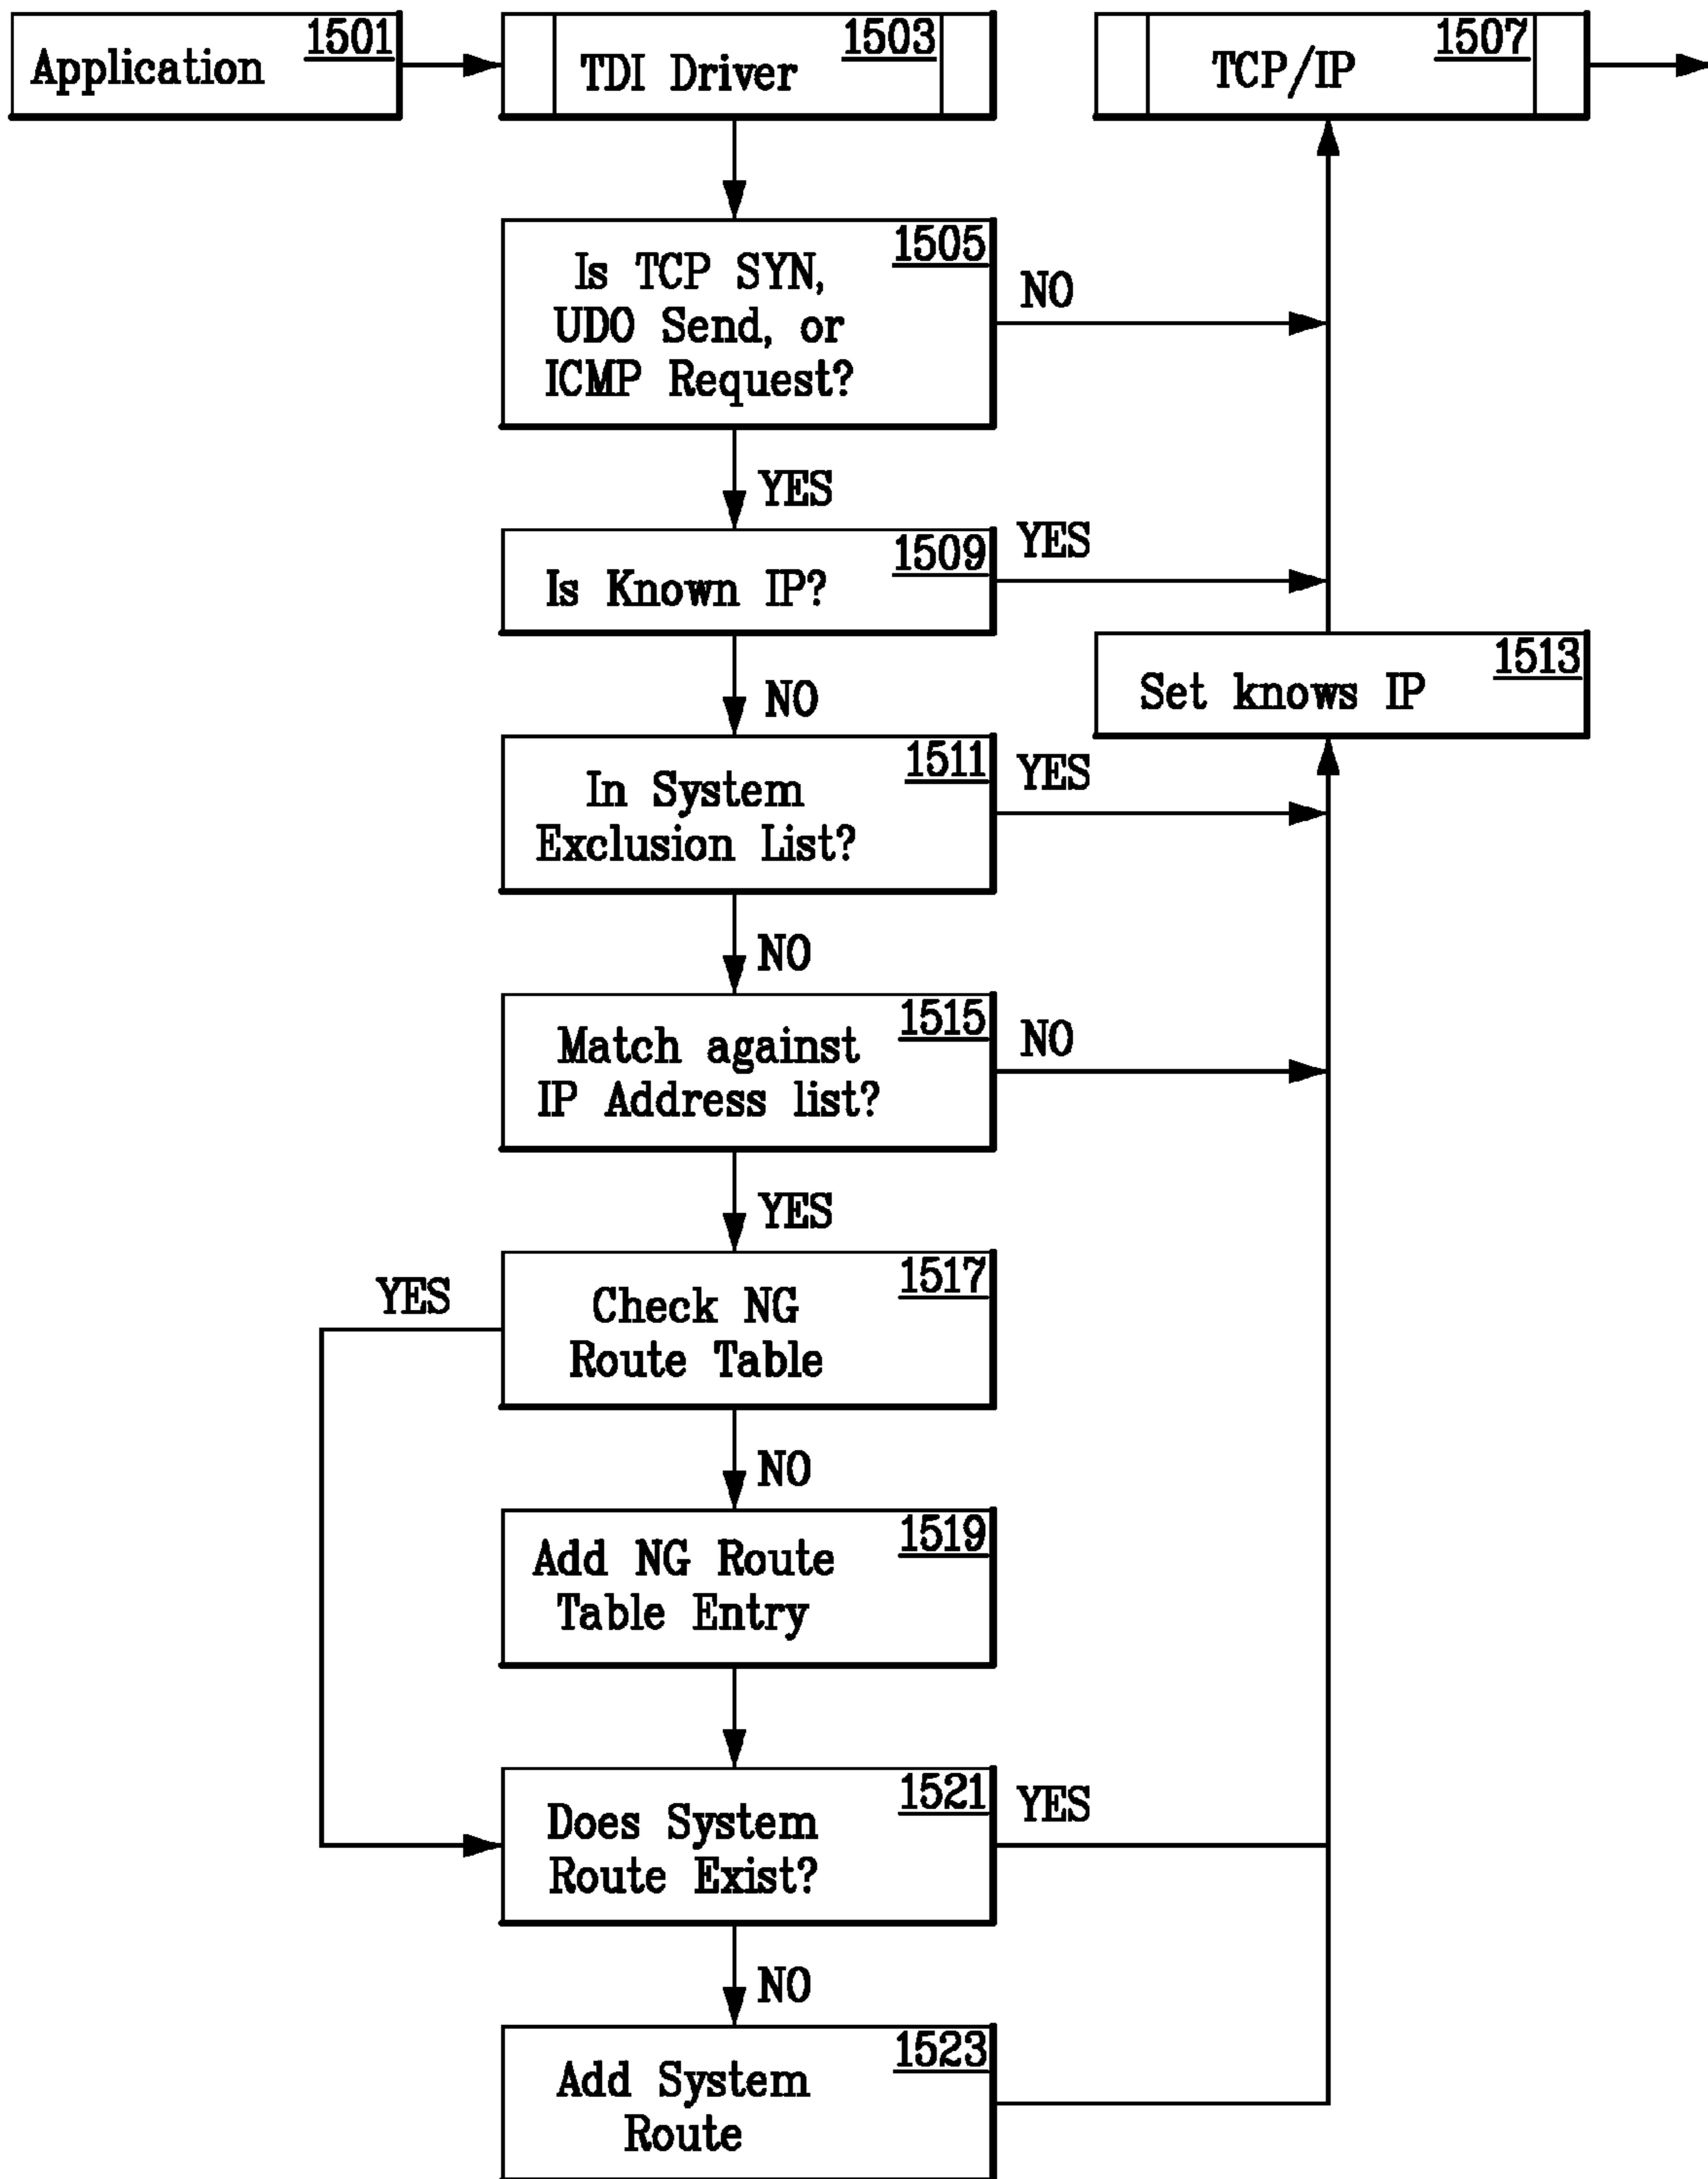 Application 1501
TDI Driver 1503
TCP/IP 1507
1505
Is TCP SYN,
UDO Send, or
ICMP Request?
NO
YES
1509
Is Known IP?
YES
NO
1513
Set knows IP
1511
In System
Exclusion List?
YES
NO
1515
Match against
IP Address list?
NO
YES
1517
Check NG
Route Table
YES
NO
1519
Add NG Route
Table Entry
1521
Does System
Route Exist?
YES
NO
1523
Add System
Route